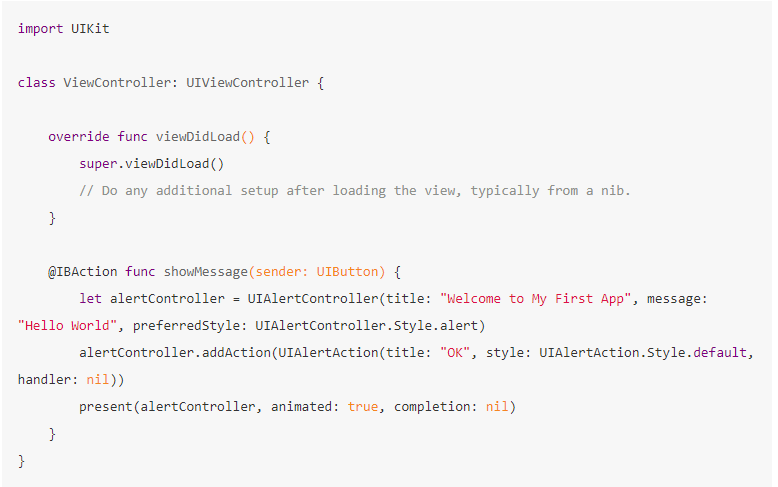 import UIKit
class ViewController: UIViewController {
override func viewDidLoad() {
super.viewDidLoad()
// Do any additional setup after loading the view, typically from a nib.
}
@IBAction func showMessage(sender: UIButton) {
let alertController = UIAlertController(title: "Welcome to My First App", message:
"Hello World", preferredStyle: UIAlertController.Style.alert)
alertController.addAction(UIAlertAction(title: "OK", style: UIAlertAction.Style.default,
handler: nil))
present(alertController, animated: true, completion: nil)
}
}